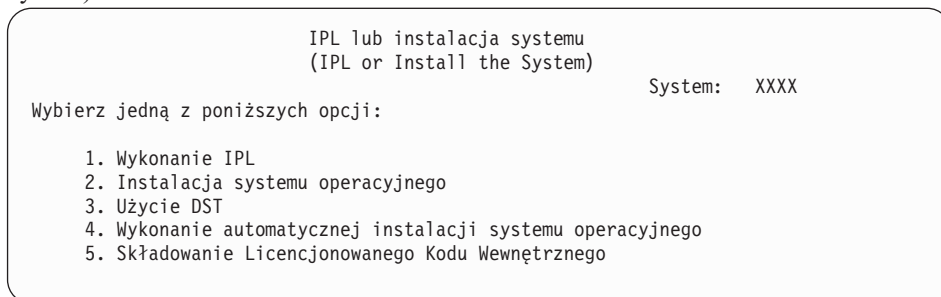 IPL lub instalacja systemu
(IPL or Install the System)
System: XXXX
Wybierz jedną z poniższych opcji:
1. Wykonanie IPL
2. Instalacja systemu operacyjnego
3. Użycie DST
4. Wykonanie automatycznej instalacji systemu operacyjnego
5. Składowanie Licencjonowanego Kodu Wewnętrznego